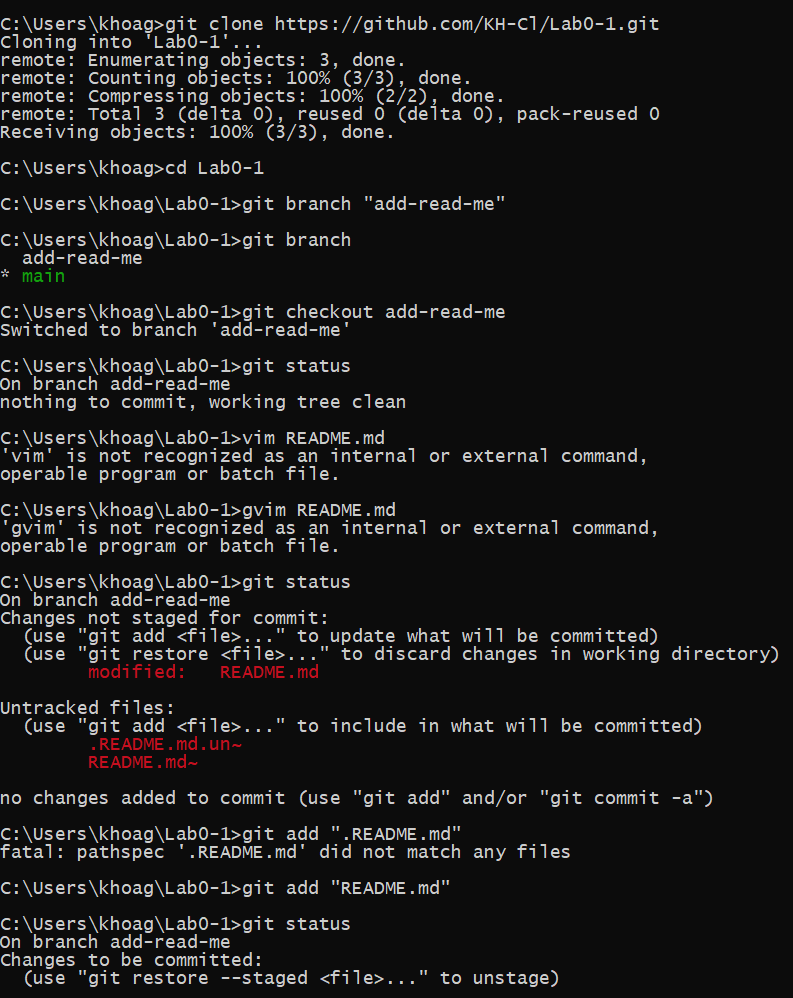 C:\Users\khoag>git clone https://github.com/KH-Cl/Lab0-1.git
Cloning into 'Lab0-1'...
remote: Enumerating objects: 3, done.
remote: Counting objects: 100% (3/3), done.
remote: Compressing objects: 100% (2/2), done.
remote: Total 3 (delta 0), reused 0 (delta 0), pack-reused 0
Receiving objects: 100% (3/3), done.
C:\Users\khoag>cd Lab0-1
C:\Users\khoag\Lab0-1>git branch "add-read-me"
C:\Users\khoag\Lab0-1>git branch
  add-read-me
* main
C:\Users\khoag\Lab0-1>git checkout add-read-me
Switched to branch 'add-read-me'
C:\Users\khoag\Lab0-1>git status
On branch add-read-me
nothing to commit, working tree clean
C:\Users\khoag\Lab0-1>vim README.md
'vim' is not recognized as an internal or external command,
operable program or batch file.
C:\Users\khoag\Lab0-1>gvim README.md
'gvim' is not recognized as an internal or external command,
operable program or batch file.
C:\Users\khoag\Lab0-1>git status
On branch add-read-me
Changes not staged for commit:
  (use "git add <file>..." to update what will be committed)
  (use "git restore <file>..." to discard changes in working directory)
        modified:   README.md
Untracked files:
  (use "git add <file>..." to include in what will be committed)
        .README.md.un~
        README.md~
no changes added to commit (use "git add" and/or "git commit -a")
C:\Users\khoag\Lab0-1>git add ".README.md"
fatal: pathspec '.README.md' did not match any files
C:\Users\khoag\Lab0-1>git add "README.md"
C:\Users\khoag\Lab0-1>git status
On branch add-read-me
Changes to be committed:
  (use "git restore --staged <file>..." to unstage)